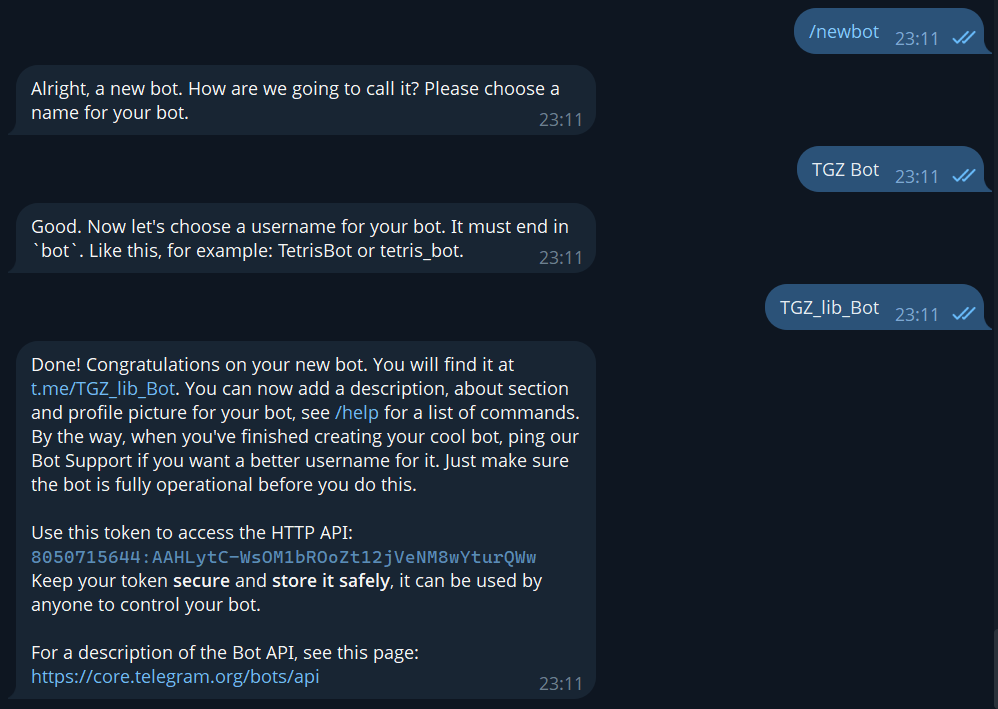 /newbot 23:11
Alright, a new bot. How are we going to call it? Please choose a
name for your bot.
23:11
TGZ Bot 23:11
Good. Now let's choose a username for your bot. It must end in
`bot`. Like this, for example: TetrisBot or tetris_bot.
23:11
TGZ_lib_Bot 23:11
Done! Congratulations on your new bot. You will find it at
t.me/TGZ_lib_Bot. You can now add a description, about section
and profile picture for your bot, see /help for a list of commands.
By the way, when you've finished creating your cool bot, ping our
Bot Support if you want a better username for it. Just make sure
the bot is fully operational before you do this.
Use this token to access the HTTP API:
8050715644:AAHLytC-WsOM1bROoZt12jVeNM8wYturQWw
Keep your token secure and store it safely, it can be used by
anyone to control your bot.
For a description of the Bot API, see this page:
https://core.telegram.org/bots/api
23:11